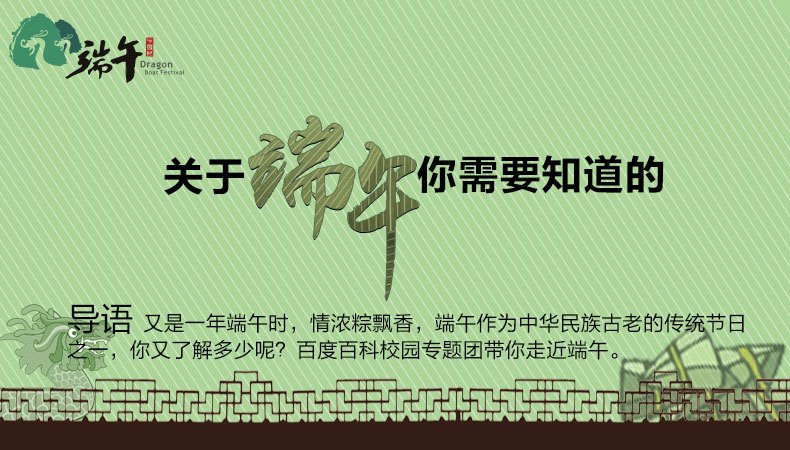 端午
Dragon
Boat Festival
关于端午你需要知道的
导语 又是一年端午时，情浓粽飘香，端午作为中华民族古老的传统节日
之一，你又了解多少呢？百度百科校园专题团带你走近端午。